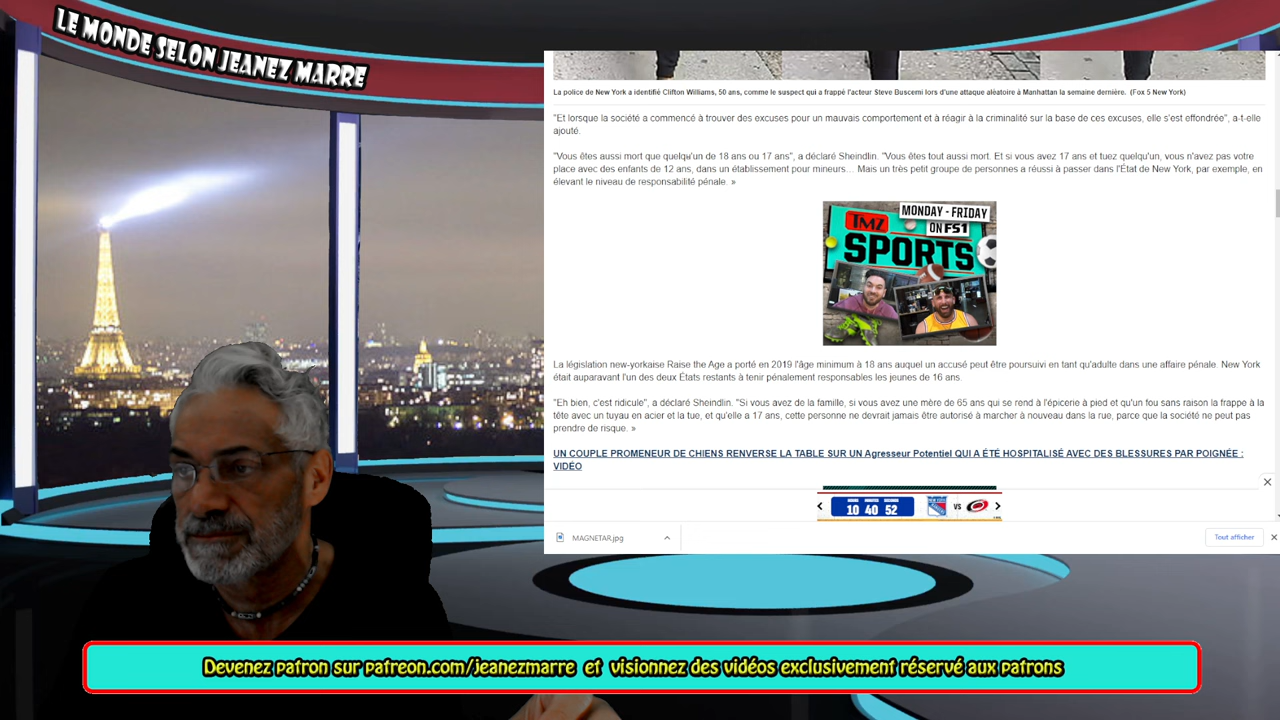 LE MONDE SELON JEANEZ MARRE
La police de New York a identifié Clifton Williams, 50 ans, comme le suspect qui a frappé l'acteur Steve Buscemi lors d'une attaque aléatoire à Manhattan la semaine dernière. (Fox 5 New York)
"Et lorsque la société a commencé à trouver des excuses pour un mauvais comportement et à réagir à la criminalité sur la base de ces excuses, elle s'est effondrée", a-t-elle
ajouté.
"Vous êtes aussi mort que quelqu'un de 18 ans ou 17 ans", a déclaré Sheindlin. "Vous êtes tout aussi mort. Et si vous avez 17 ans et tuez quelqu'un, vous n'avez pas votre
place avec des enfants de 12 ans, dans un établissement pour mineurs… Mais un très petit groupe de personnes a réussi à passer dans l'État de New York, par exemple, en
élevant le niveau de responsabilité pénale. »
MONDAY - FRIDAY
ON FS1
TMZ
SPORTS
La législation new-yorkaise Raise the Age a porté en 2019 l'âge minimum à 18 ans auquel un accusé peut être poursuivi en tant qu'adulte dans une affaire pénale. New York
était auparavant l'un des deux États restants à tenir pénalement responsables les jeunes de 16 ans.
"Eh bien, c'est ridicule", a déclaré Sheindlin. "Si vous avez de la famille, si vous avez une mère de 65 ans qui se rend à l'épicerie à pied et qu'un fou sans raison la frappe à la
tête avec un tuyau en acier et la tue, et qu'elle a 17 ans, cette personne ne devrait jamais être autorisé à marcher à nouveau dans la rue, parce que la société ne peut pas
prendre de risque. »
UN COUPLE PROMENEUR DE CHIENS RENVERSE LA TABLE SUR UN Agresseur Potentiel QUI A ÉTÉ HOSPITALISÉ AVEC DES BLESSURES PAR POIGNÉE :
VIDÉO
10 40 52 VS
MAGNETAR.jpg
Tout afficher
Devenez patron sur patreon.com/jeanezmarre et visionnez des vidéos exclusivement réservé aux patrons